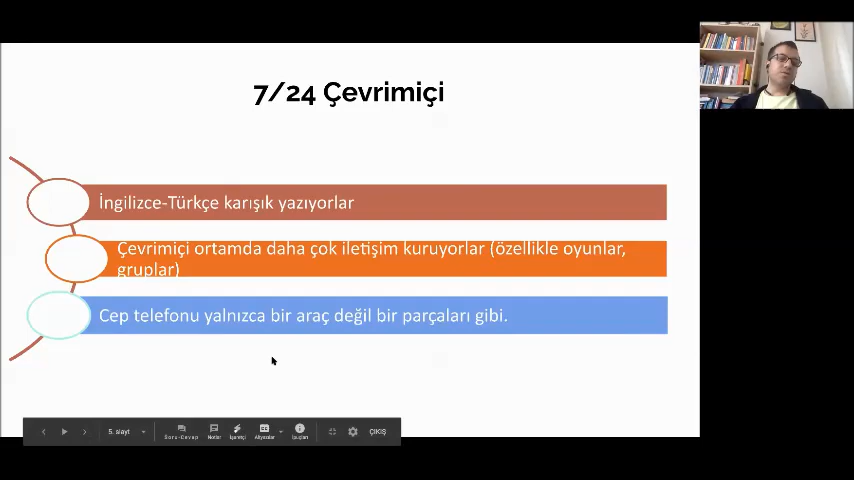 7/24 Çevrimiçi
İngilizce-Türkçe karışık yazıyorlar
Çevrimiçi ortamda daha çok iletişim kuruyorlar (özellikle oyunlar,
gruplar)
Cep telefonu yalnızca bir araç değil bir parçaları gibi.
5. slayt
Soru-Cevap
Notlar
İşaretçi
Altyazılar
İpuçları
ÇIKIŞ